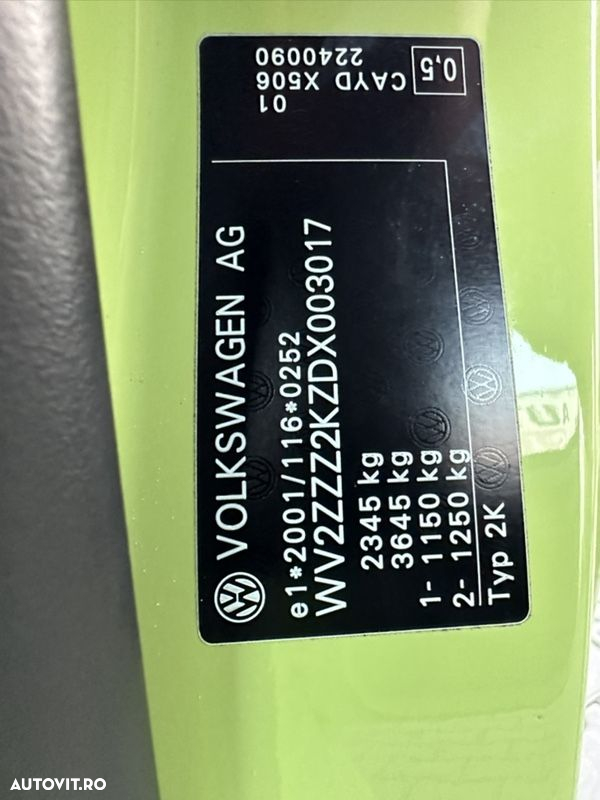 VOLKSWAGEN AG
e1*2001/116*0252
WV2ZZZ2KZDX003017
2345 kg
3645 kg
1- 1150 kg
2- 1250 kg
Typ 2K
01
CAYD X506
2240090
0,5
AUTOVIT.RO